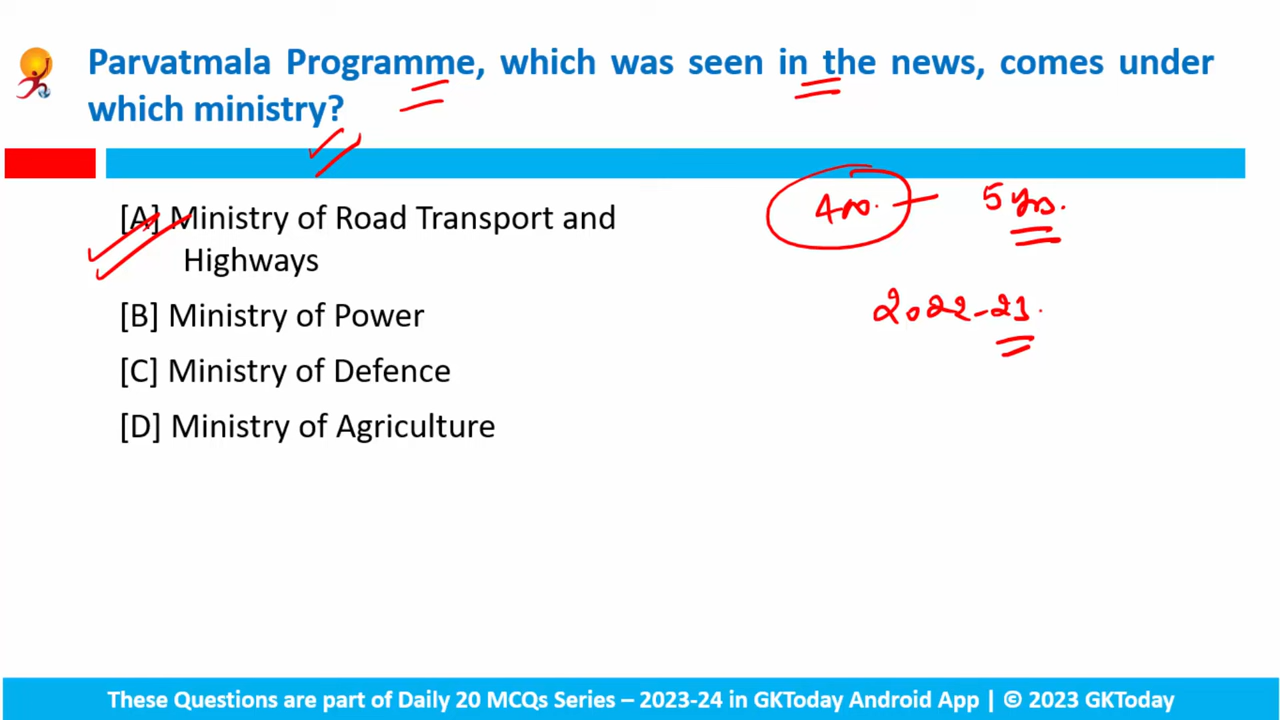 Parvatmala Programme, which was seen in the news, comes under
which ministry?
[A] Ministry of Road Transport and
Highways
[B] Ministry of Power
[C] Ministry of Defence
[D] Ministry of Agriculture
5 yrs.
2022-23.
These Questions are part of Daily 20 MCQs Series – 2023-24 in GKToday Android App | © 2023 GKToday